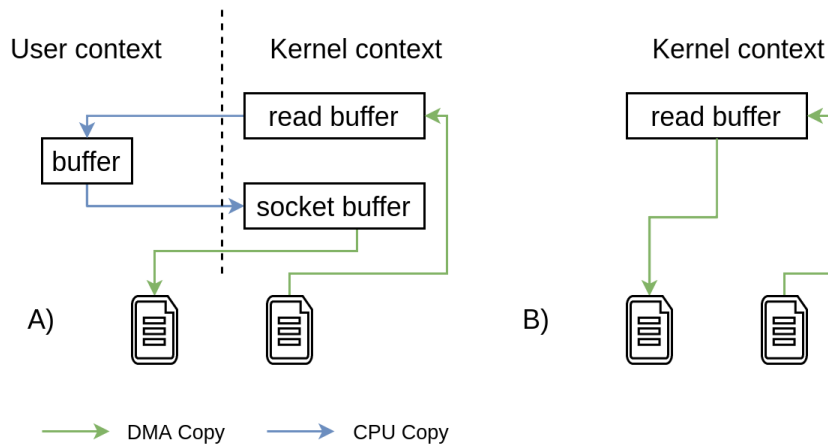 User context
Kernel context
Kernel context
read buffer
read buffer
buffer
socket buffer
A)
B)
DMA Copy
CPU Copy